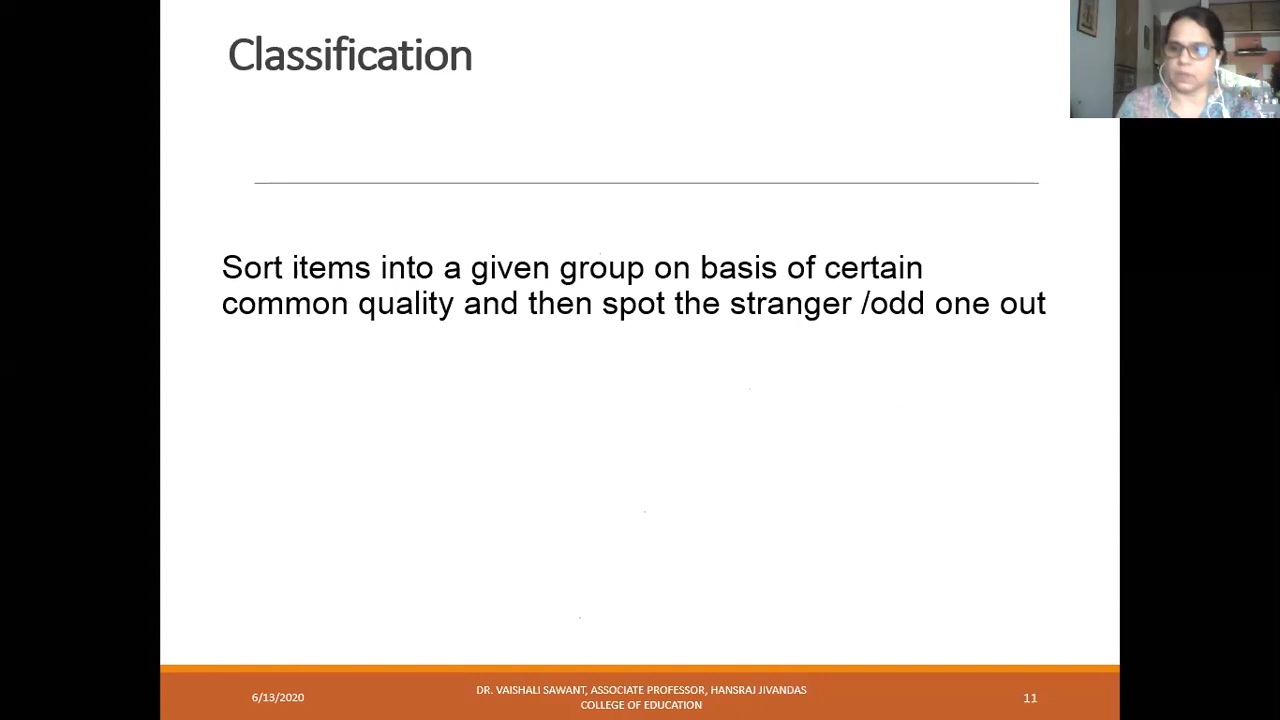 Classification
Sort items into a given group on basis of certain
common quality and then spot the stranger /odd one out
6/13/2020
DR. VAISHALI SAWANT, ASSOCIATE PROFESSOR, HANSRAJ JIVANDAS
COLLEGE OF EDUCATION
11